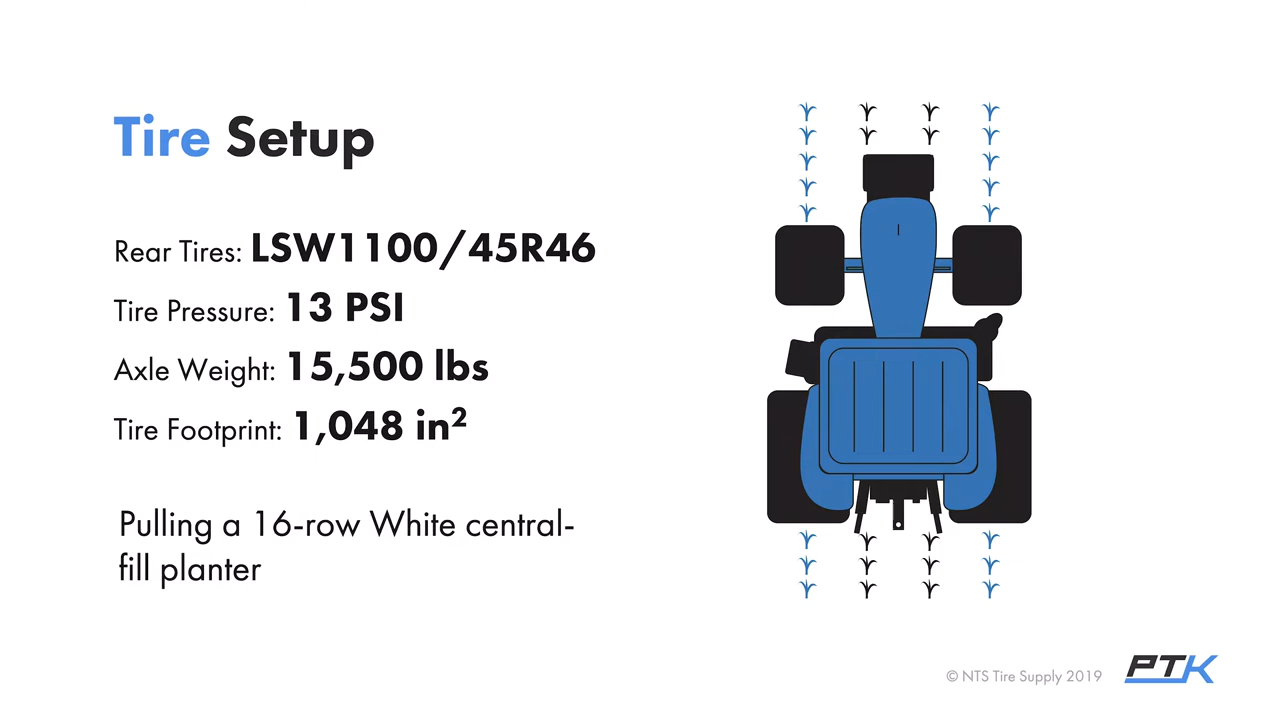 Tire Setup
Rear Tires: LSW1100/45R46
Tire Pressure: 13 PSI
Axle Weight: 15,500 lbs
Tire Footprint: 1,048 in²
Pulling a 16-row White central-
fill planter
© NTS Tire Supply 2019
PTK